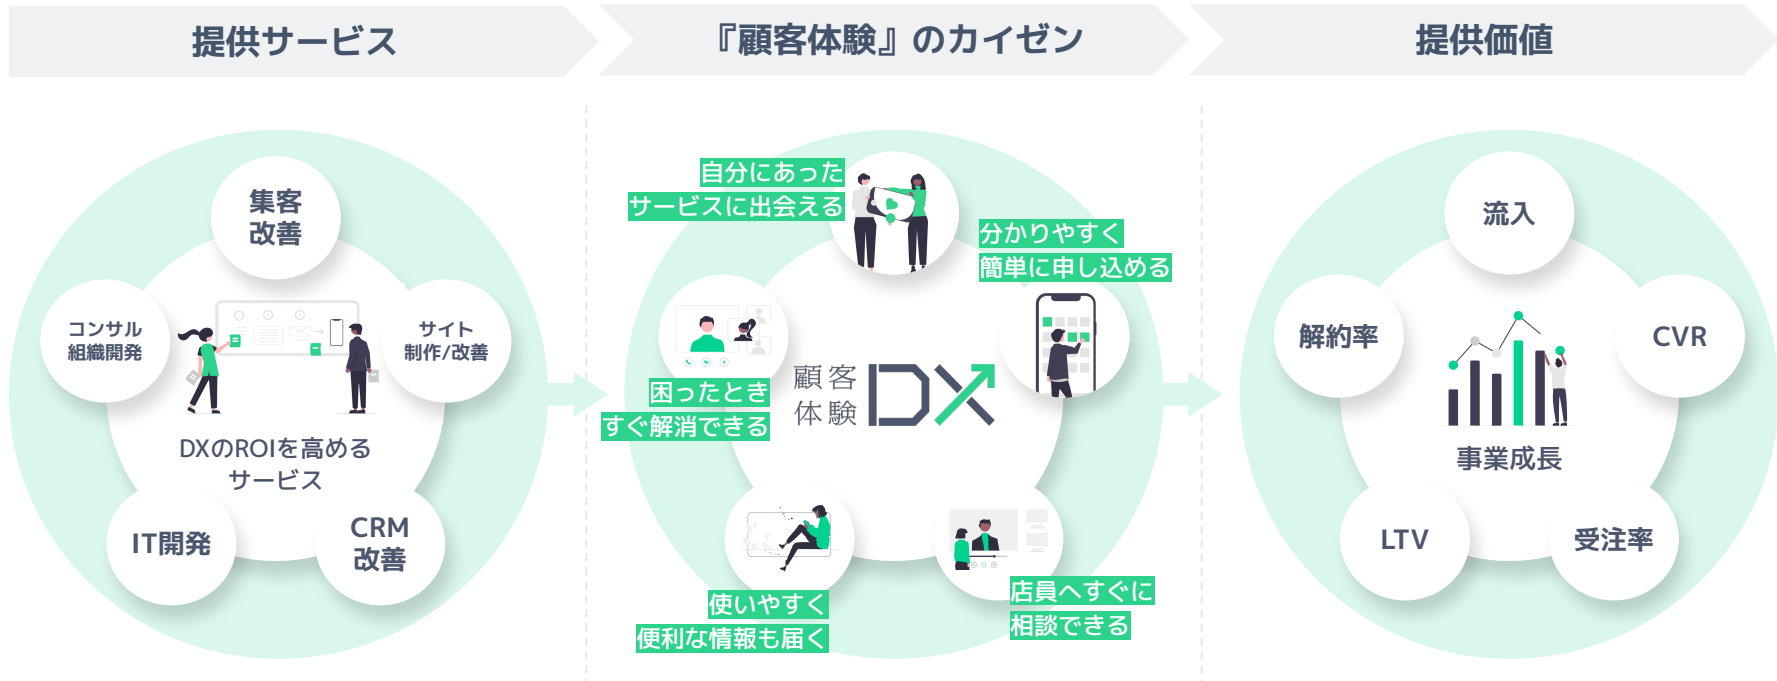 提供サービス
『顧客体験』のカイゼン
提供価値
集客
改善
コンサル
組織開発
サイト
制作/改善
DXのROIを高める
サービス
IT開発
CRM
改善
自分にあった
サービスに出会える
分かりやすく
簡単に申し込める
困ったとき
すぐ解消できる
顧客
体験
DX
使いやすく
便利な情報も届く
店員へすぐに
相談できる
流入
解約率
CVR
事業成長
LTV
受注率